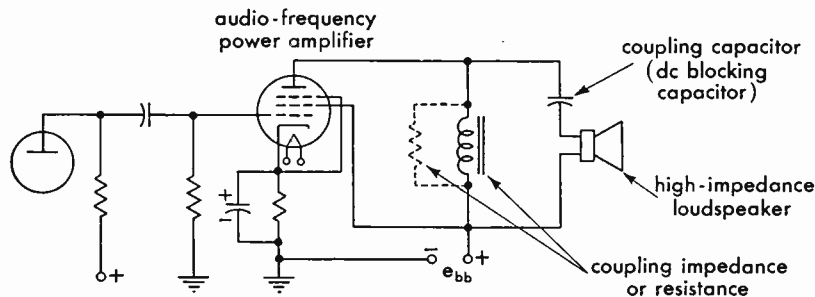 audio-frequency
power amplifier
coupling capacitor
(dc blocking
capacitor)
+
−
high-impedance
loudspeaker
+
−
+
e_bb
coupling impedance
or resistance